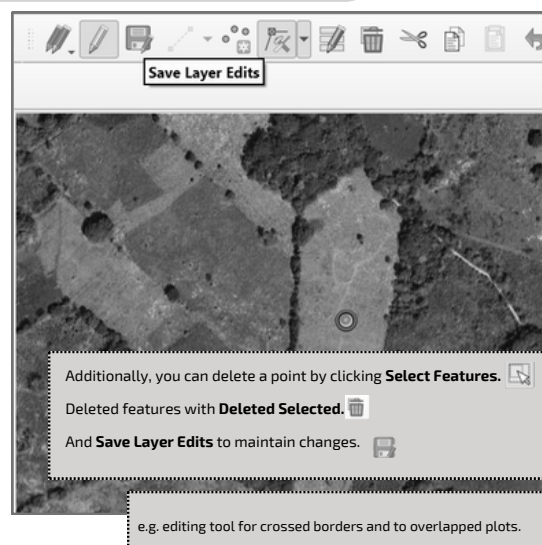 Save Layer Edits
Additionally, you can delete a point by clicking Select Features.
Deleted features with Deleted Selected.
And Save Layer Edits to maintain changes.
e.g. editing tool for crossed borders and to overlapped plots.